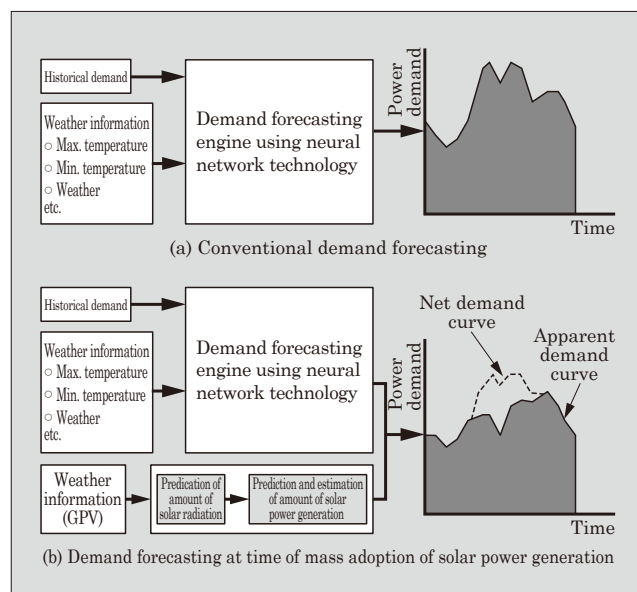 Historical demand
Weather information
○ Max. temperature
○ Min. temperature
○ Weather
etc.
Demand forecasting
engine using neural
network technology
Power
demand
Time
(a) Conventional demand forecasting
Historical demand
Weather information
○ Max. temperature
○ Min. temperature
○ Weather
etc.
Demand forecasting
engine using neural
network technology
Weather
information
(GPV)
Predication of
amount of
solar radiation
Prediction and estimation
of amount of solar
power generation
Power
demand
Net demand
curve
Apparent
demand
curve
Time
(b) Demand forecasting at time of mass adoption of solar power generation